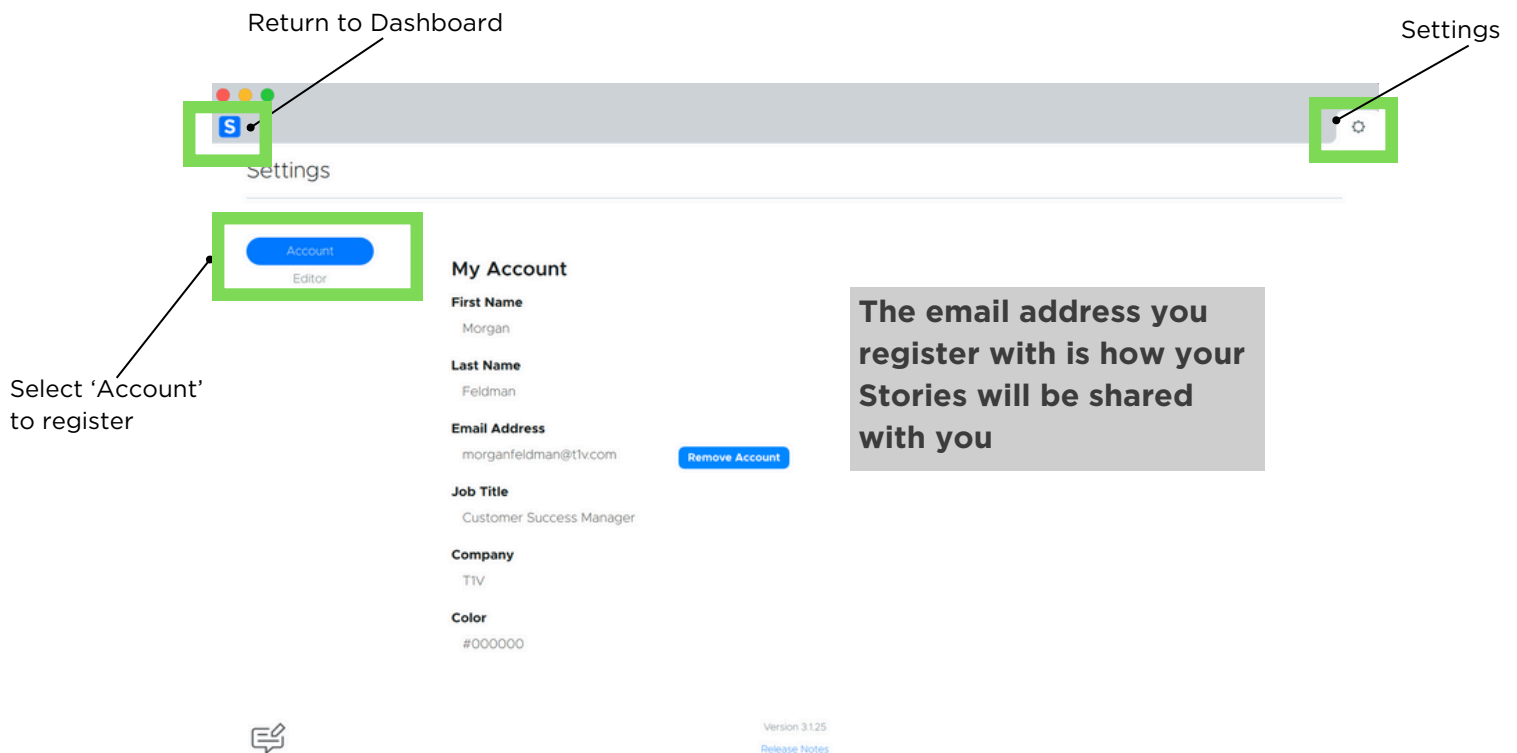 Return to Dashboard
Settings
S
Settings
Account
Editor
My Account
First Name
Morgan
Last Name
Feldman
Email Address
morganfeldman@t1v.com
Remove Account
Job Title
Customer Success Manager
Company
T1V
Color
#000000
The email address you
register with is how your
Stories will be shared
with you
Select ‘Account’
to register
Version 3.1.25
Release Notes